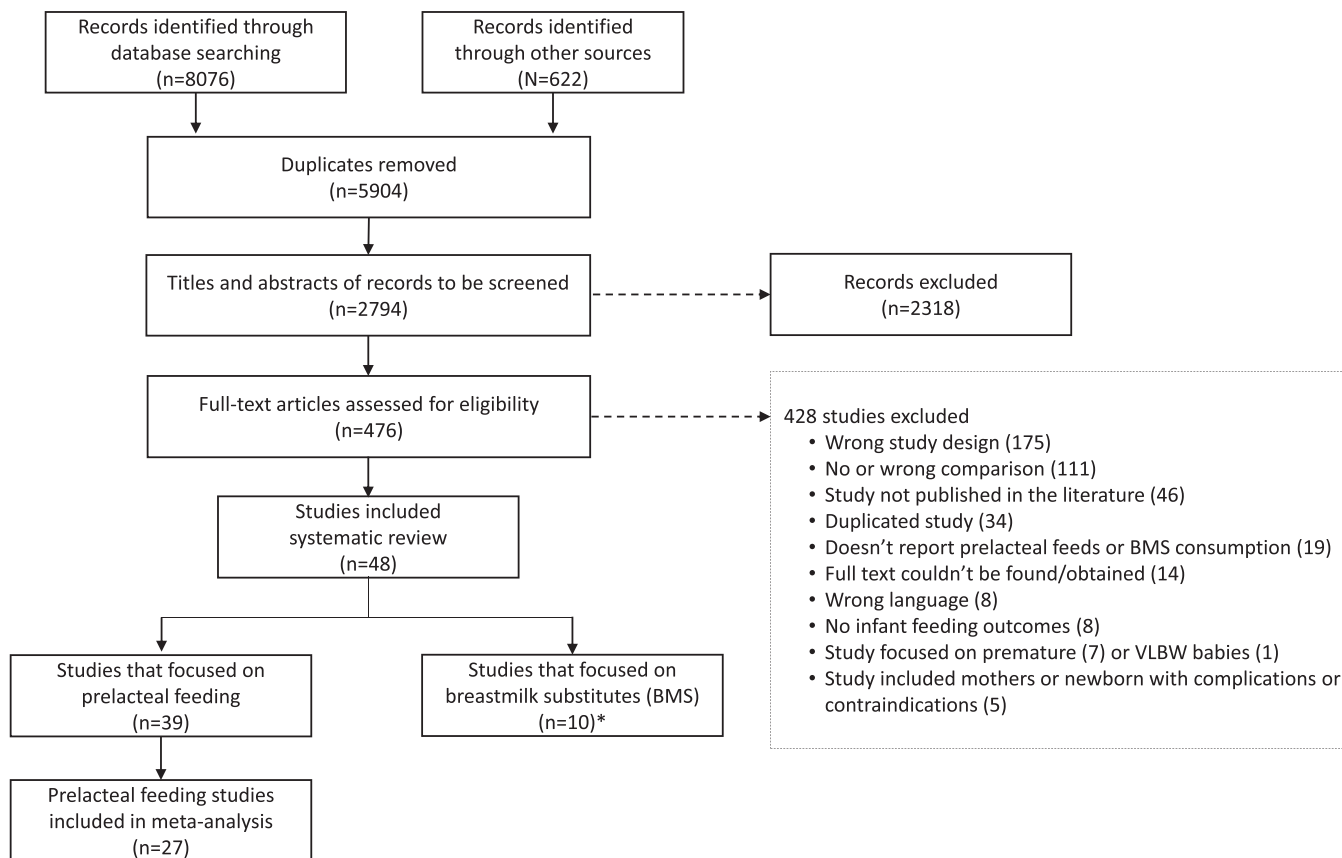 Records identified through
database searching
(n=8076)
Records identified
through other sources
(N=622)
Duplicates removed
(n=5904)
Titles and abstracts of records to be screened
(n=2794)
Records excluded
(n=2318)
Full-text articles assessed for eligibility
(n=476)
428 studies excluded
• Wrong study design (175)
• No or wrong comparison (111)
• Study not published in the literature (46)
• Duplicated study (34)
• Doesn’t report prelacteal feeds or BMS consumption (19)
• Full text couldn’t be found/obtained (14)
• Wrong language (8)
• No infant feeding outcomes (8)
• Study focused on premature (7) or VLBW babies (1)
• Study included mothers or newborn with complications or
contraindications (5)
Studies included
systematic review
(n=48)
Studies that focused on
prelacteal feeding
(n=39)
Studies that focused on
breastmilk substitutes (BMS)
(n=10)*
Prelacteal feeding studies
included in meta-analysis
(n=27)